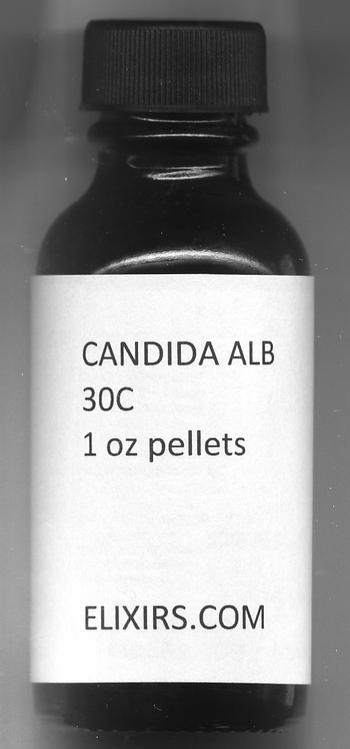 CANDIDA ALB
30C
1 oz pellets
ELIXIRS.COM